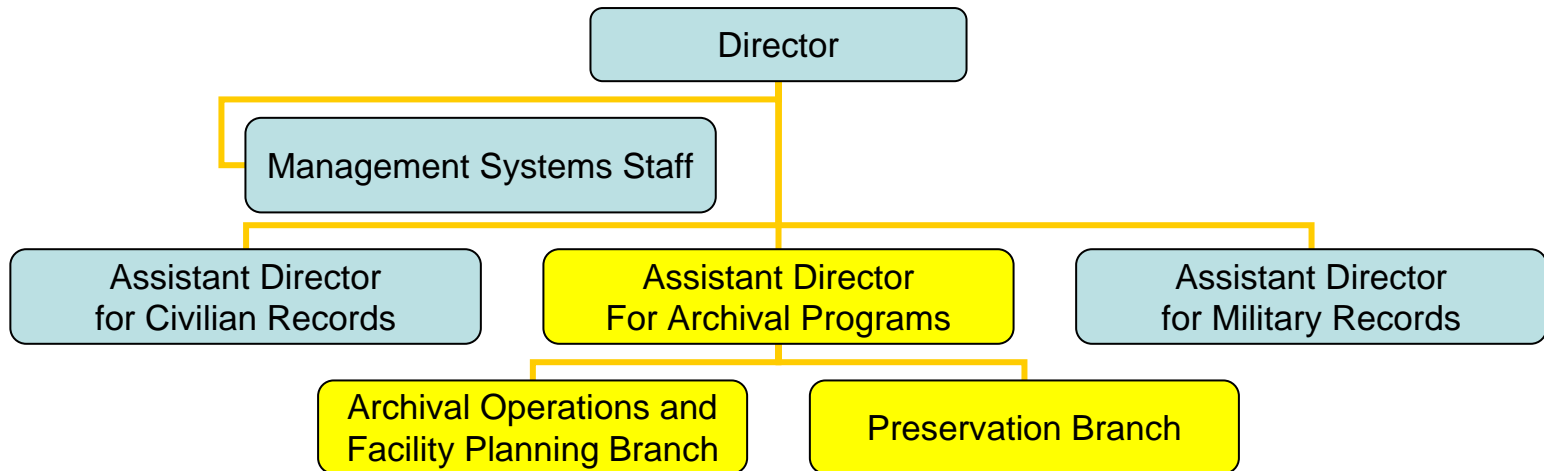 Director
Management Systems Staff
Assistant Director
for Civilian Records
Assistant Director
For Archival Programs
Assistant Director
for Military Records
Archival Operations and
Facility Planning Branch
Preservation Branch